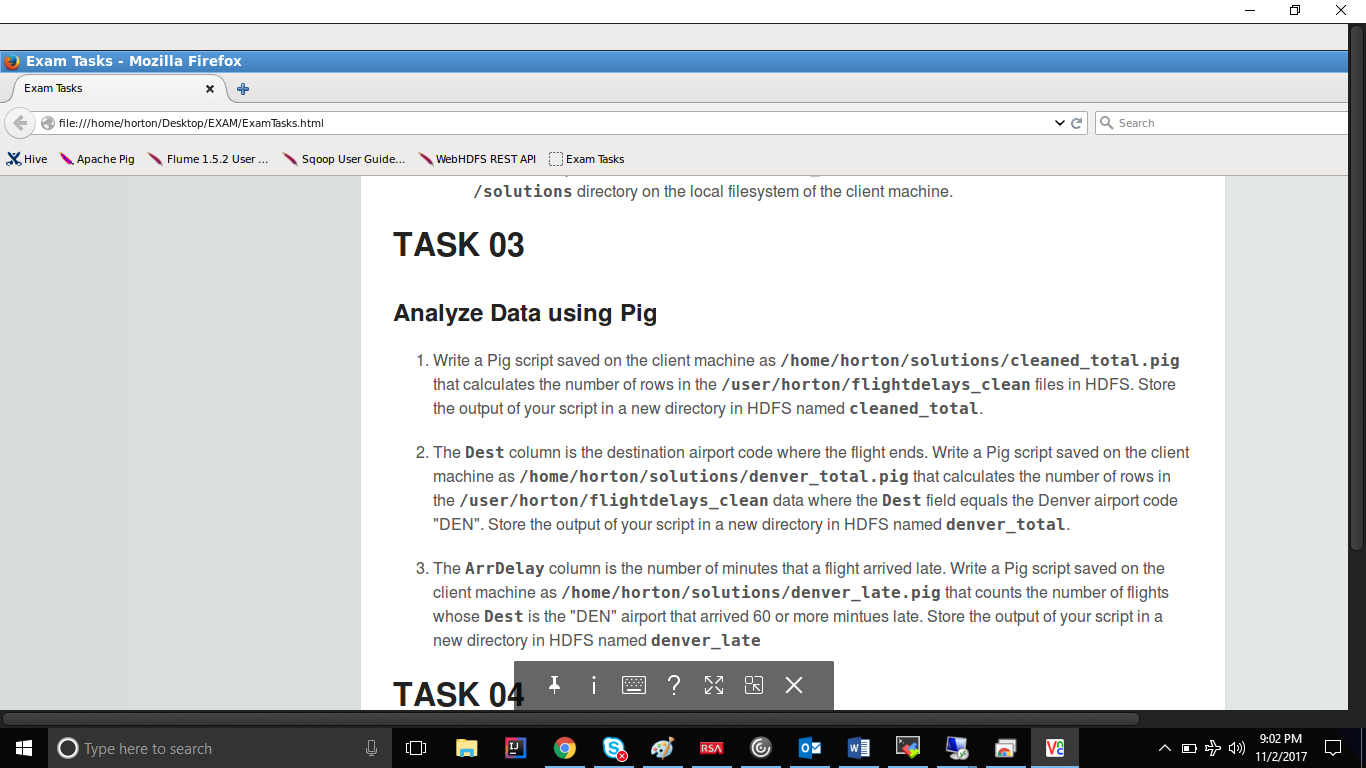 Exam Tasks - Mozilla Firefox
Exam Tasks
file:///home/horton/Desktop/EXAM/ExamTasks.html
Search
Hive
Apache Pig
Flume 1.5.2 User ...
Sqoop User Guide...
WebHDFS REST API
Exam Tasks
/solutions directory on the local filesystem of the client machine.
TASK 03
Analyze Data using Pig
1. Write a Pig script saved on the client machine as /home/horton/solutions/cleaned_total.pig
that calculates the number of rows in the /user/horton/flightdelays_clean files in HDFS. Store
the output of your script in a new directory in HDFS named cleaned_total.
2. The Dest column is the destination airport code where the flight ends. Write a Pig script saved on the client
machine as /home/horton/solutions/denver_total.pig that calculates the number of rows in
the /user/horton/flightdelays_clean data where the Dest field equals the Denver airport code
"DEN". Store the output of your script in a new directory in HDFS named denver_total.
3. The ArrDelay column is the number of minutes that a flight arrived late. Write a Pig script saved on the
client machine as /home/horton/solutions/denver_late.pig that counts the number of flights
whose Dest is the "DEN" airport that arrived 60 or more mintues late. Store the output of your script in a
new directory in HDFS named denver_late
TASK 04
Type here to search
RSA
9:02 PM
11/2/2017